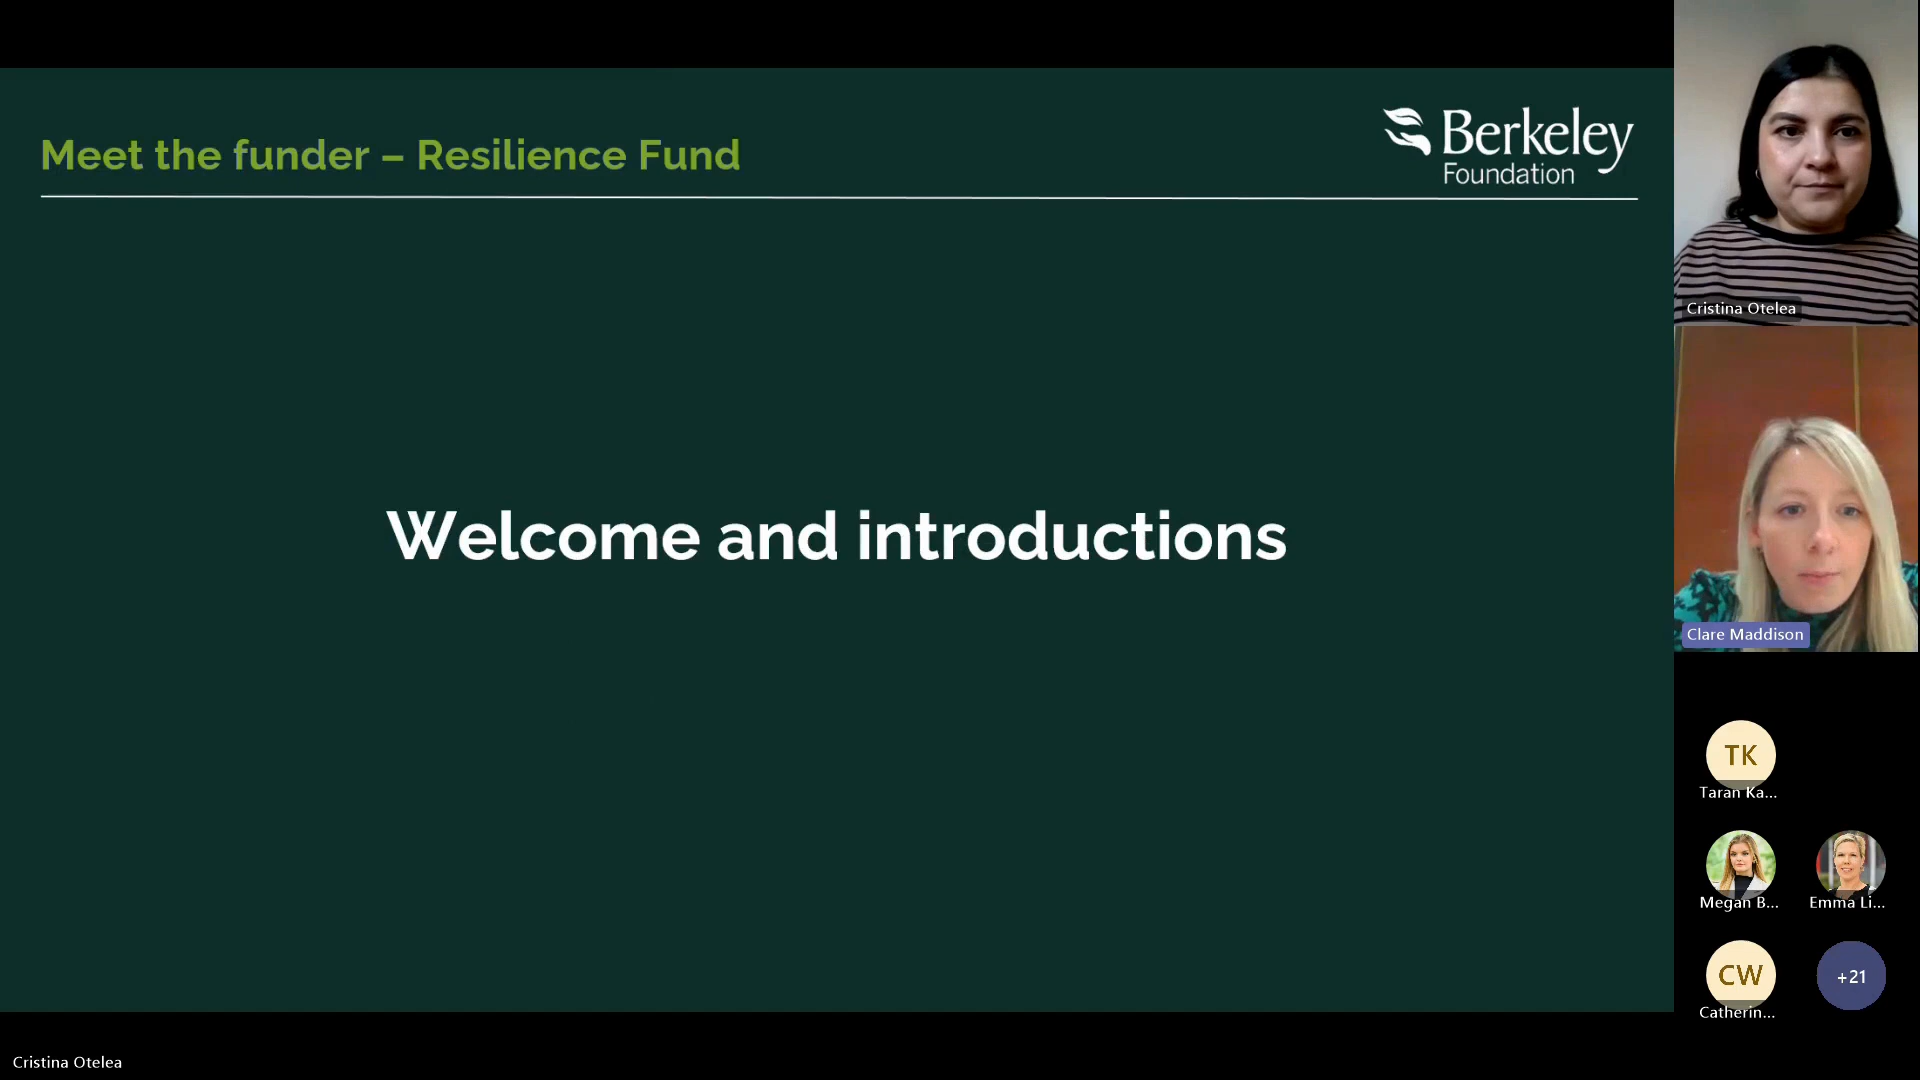 Meet the funder – Resilience Fund
Berkeley
Foundation
Welcome and introductions
Cristina Otelea
Clare Maddison
TK
Taran Ka...
Megan B...
Emma Li...
CW
Catherin...
+21
Cristina Otelea